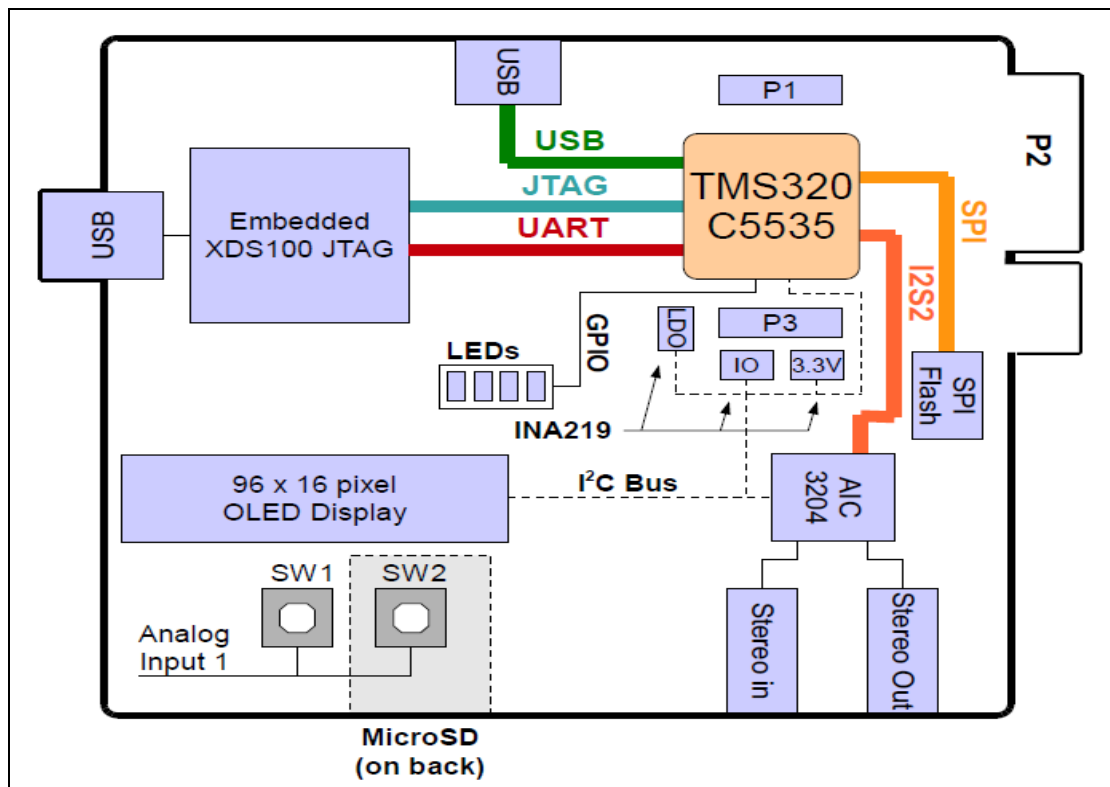 USB
P1
P2
USB
JTAG
UART
TMS320
C5535
SPI
I2S2
USB
Embedded
XDS100 JTAG
GPIO
LDO
P3
IO
3.3V
LEDs
INA219
SPI
Flash
96 x 16 pixel
OLED Display
I²C Bus
AIC
3204
SW1
SW2
Analog
Input 1
Stereo in
Stereo Out
MicroSD
(on back)